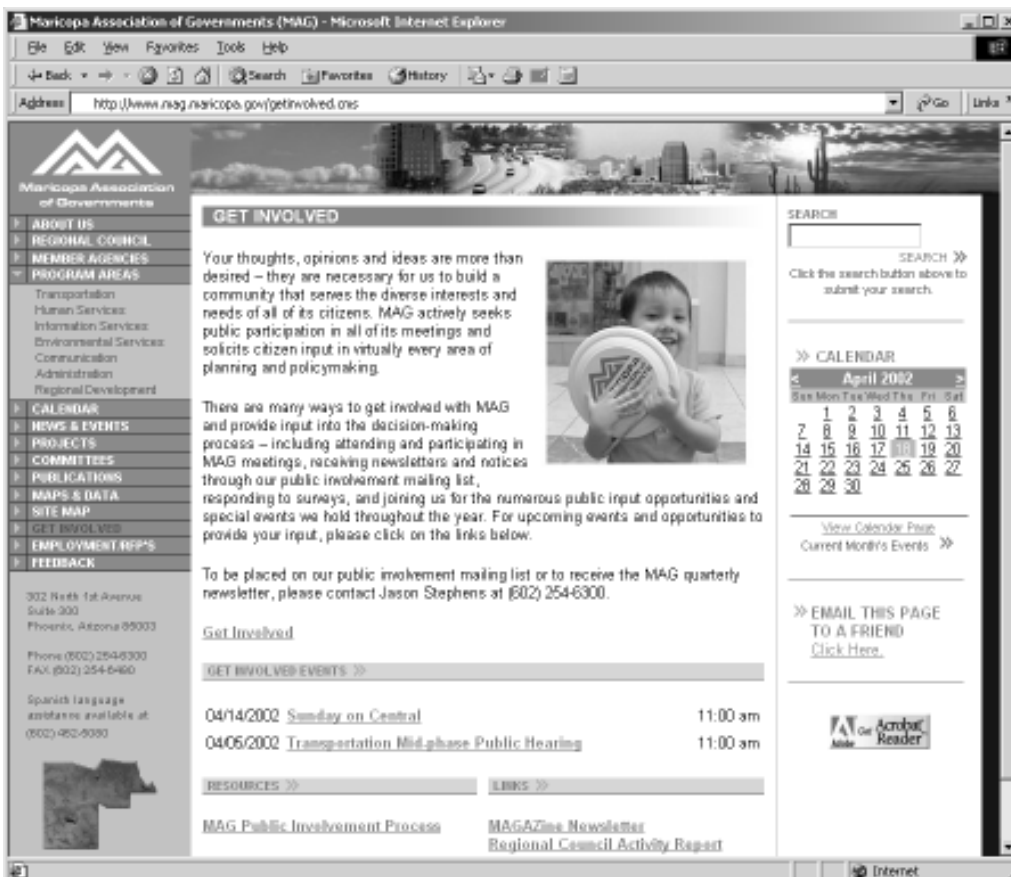 Maricopa Association of Governments (MAG) - Microsoft Internet Explorer
File Edit View Favorites Tools Help
Back Search Favorites History
Address http://www.mag.maricopa.gov/getinvolved.cms Go Links
MAG
Maricopa Association
of Governments
ABOUT US
REGIONAL COUNCIL
MEMBER AGENCIES
PROGRAM AREAS
Transportation
Human Services
Information Services
Environmental Services
Communication
Administration
Regional Development
CALENDAR
NEWS & EVENTS
PROJECTS
COMMITTEES
PUBLICATIONS
MAPS & DATA
SITE MAP
GET INVOLVED
EMPLOYMENT/RFP'S
FEEDBACK
302 North 1st Avenue
Suite 300
Phoenix, Arizona 85003
Phone (602) 254-6300
FAX (602) 254-6490
Spanish language
assistance available at
(602) 452-5080
GET INVOLVED
Your thoughts, opinions and ideas are more than
desired – they are necessary for us to build a
community that serves the diverse interests and
needs of all of its citizens. MAG actively seeks
public participation in all of its meetings and
solicits citizen input in virtually every area of
planning and policymaking.
There are many ways to get involved with MAG
and provide input into the decision-making
process – including attending and participating in
MAG meetings, receiving newsletters and notices
through our public involvement mailing list,
responding to surveys, and joining us for the numerous public input opportunities and
special events we hold throughout the year. For upcoming events and opportunities to
provide your input, please click on the links below.
To be placed on our public involvement mailing list or to receive the MAG quarterly
newsletter, please contact Jason Stephens at (602) 254-6300.
Get Involved
GET INVOLVED EVENTS »
04/14/2002 Sunday on Central 11:00 am
04/05/2002 Transportation Mid-phase Public Hearing 11:00 am
RESOURCES »
MAG Public Involvement Process
LINKS »
MAGAZine Newsletter
Regional Council Activity Report
SEARCH
SEARCH »
Click the search button above to
submit your search.
» CALENDAR
< April 2002 >
Sun Mon Tue Wed Thu Fri Sat
1 2 3 4 5 6
7 8 9 10 11 12 13
14 15 16 17 18 19 20
21 22 23 24 25 26 27
28 29 30
View Calendar Page
Current Month's Events »
» EMAIL THIS PAGE
TO A FRIEND
Click Here.
Adobe Get Acrobat
Reader
Internet